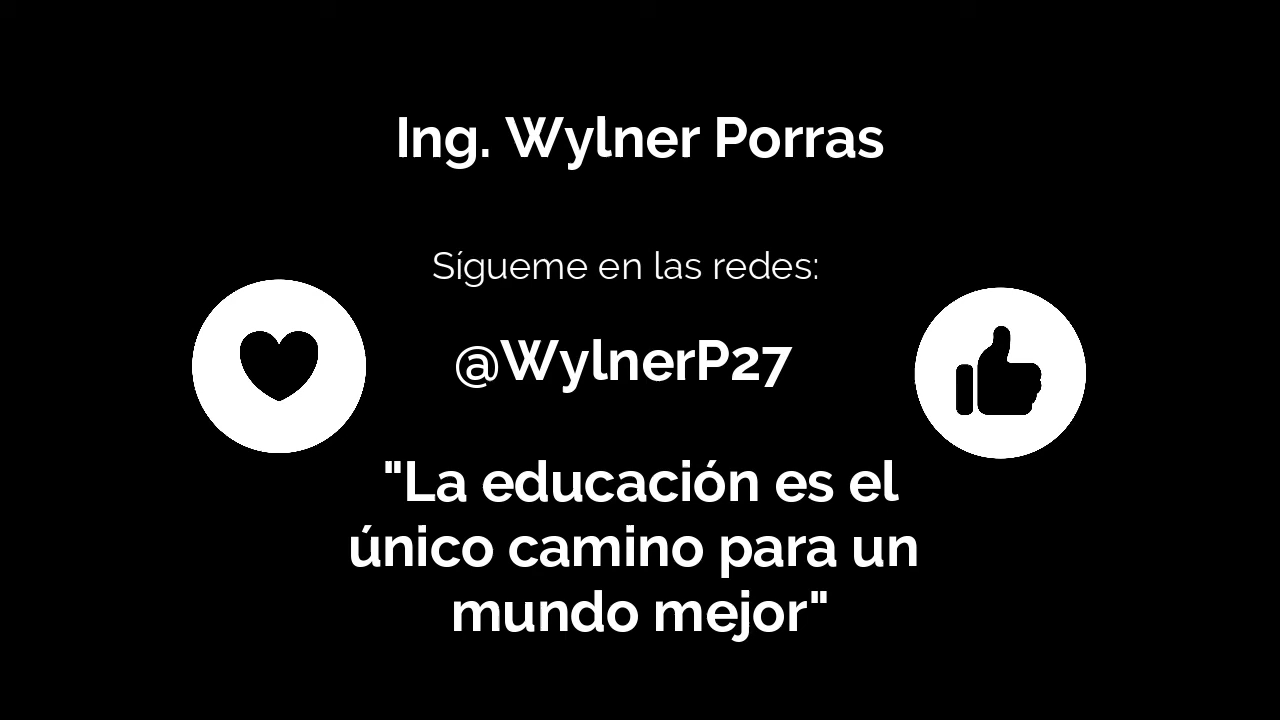 Ing. Wylner Porras
Sígueme en las redes:
@WylnerP27
"La educación es el
único camino para un
mundo mejor"